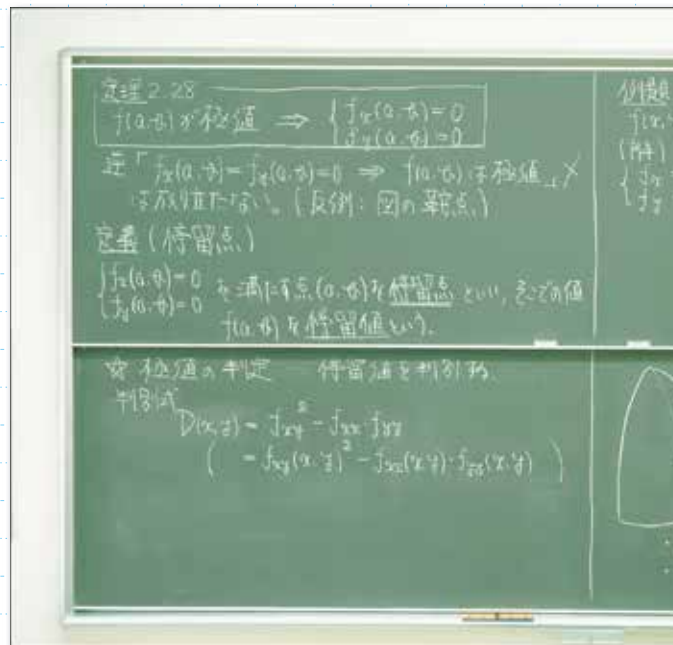 定理2.28
f(a,b)が極値 ⇒ { fx(a,b)=0
fy(a,b)=0
逆「fx(a,b)=fy(a,b)=0 ⇒ f(a,b)は極値」×
は成り立たない。(反例:図の鞍点)
定義(停留点)
{ fx(a,b)=0
fy(a,b)=0
を満たす点(a,b)を停留点といい,そこでの値
f(a,b)を停留値という.
☆ 極値の判定 停留値を判別する.
判別式
D(x,y) = fxy² − fxx·fyy
( = fxy(x,y)² − fxx(x,y)·fyy(x,y) )
例題
f(x,
(解)
{ fx
fy